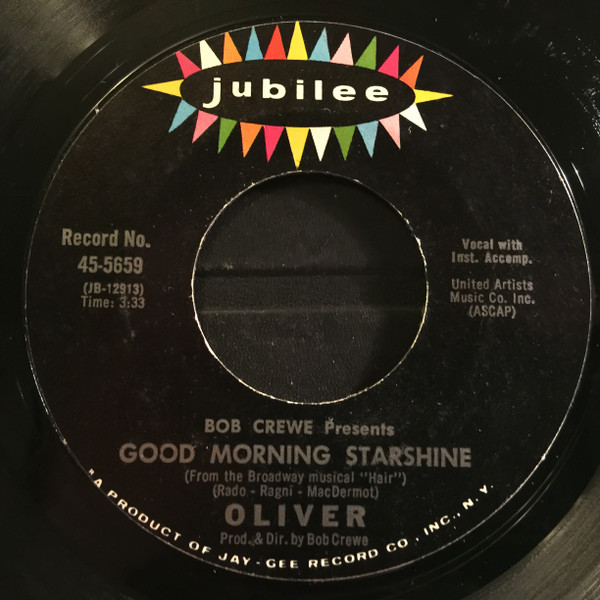 jubilee
Record No.
45-5659
(JB-12913)
Time: 3:33
Vocal with
Inst. Accomp.
United Artists
Music Co. Inc.
(ASCAP)
BOB CREWE Presents
GOOD MORNING STARSHINE
(From the Broadway musical "Hair")
(Rado - Ragni - MacDermot)
OLIVER
Prod. & Dir. by Bob Crewe
"A PRODUCT OF JAY-GEE RECORD CO., INC., N.Y.